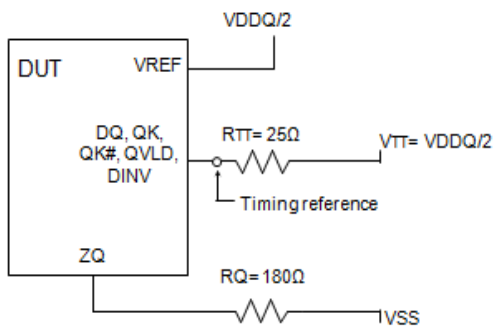 VDDQ/2
DUT
VREF
DQ, QK,
QK#, QVLD,
DINV
RTT= 25Ω
VTT= VDDQ/2
Timing reference
ZQ
RQ= 180Ω
VSS